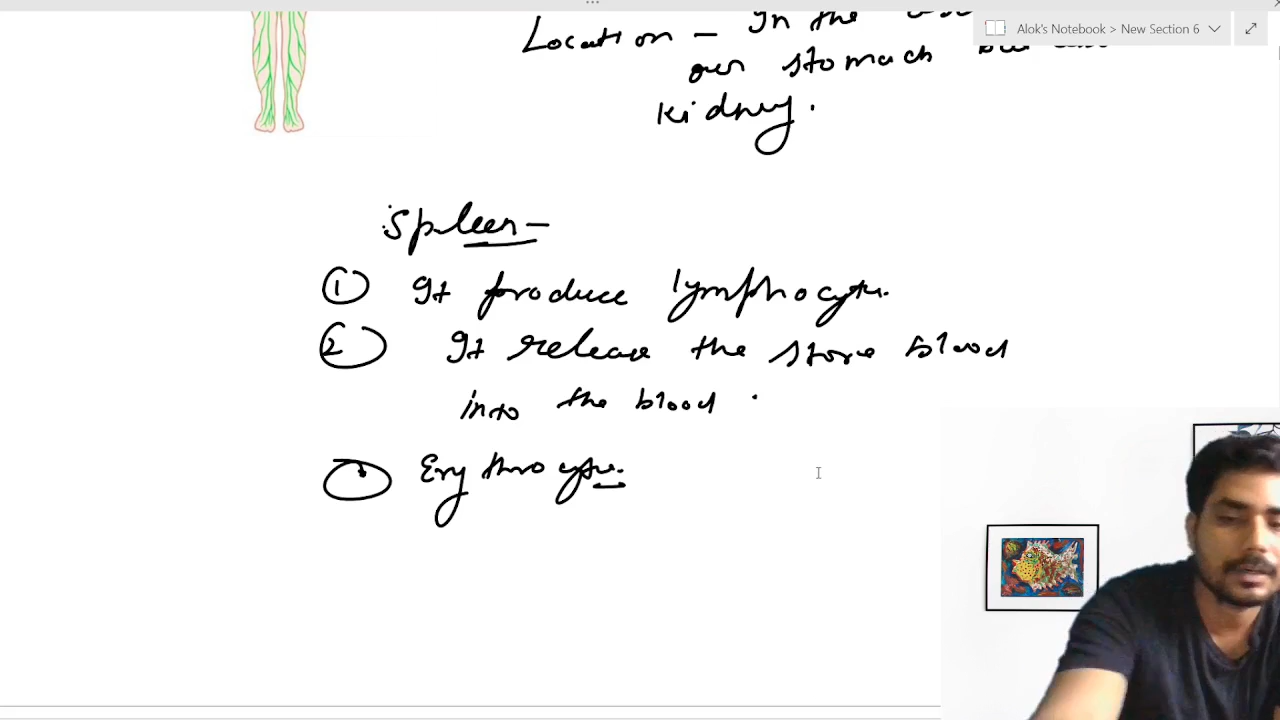 Alok's Notebook > New Section 6
Location - In the
our stomach
kidney.
Spleen -
① It produce lymphocyte.
② It release the store blood
into the blood .
Erythrocyte.